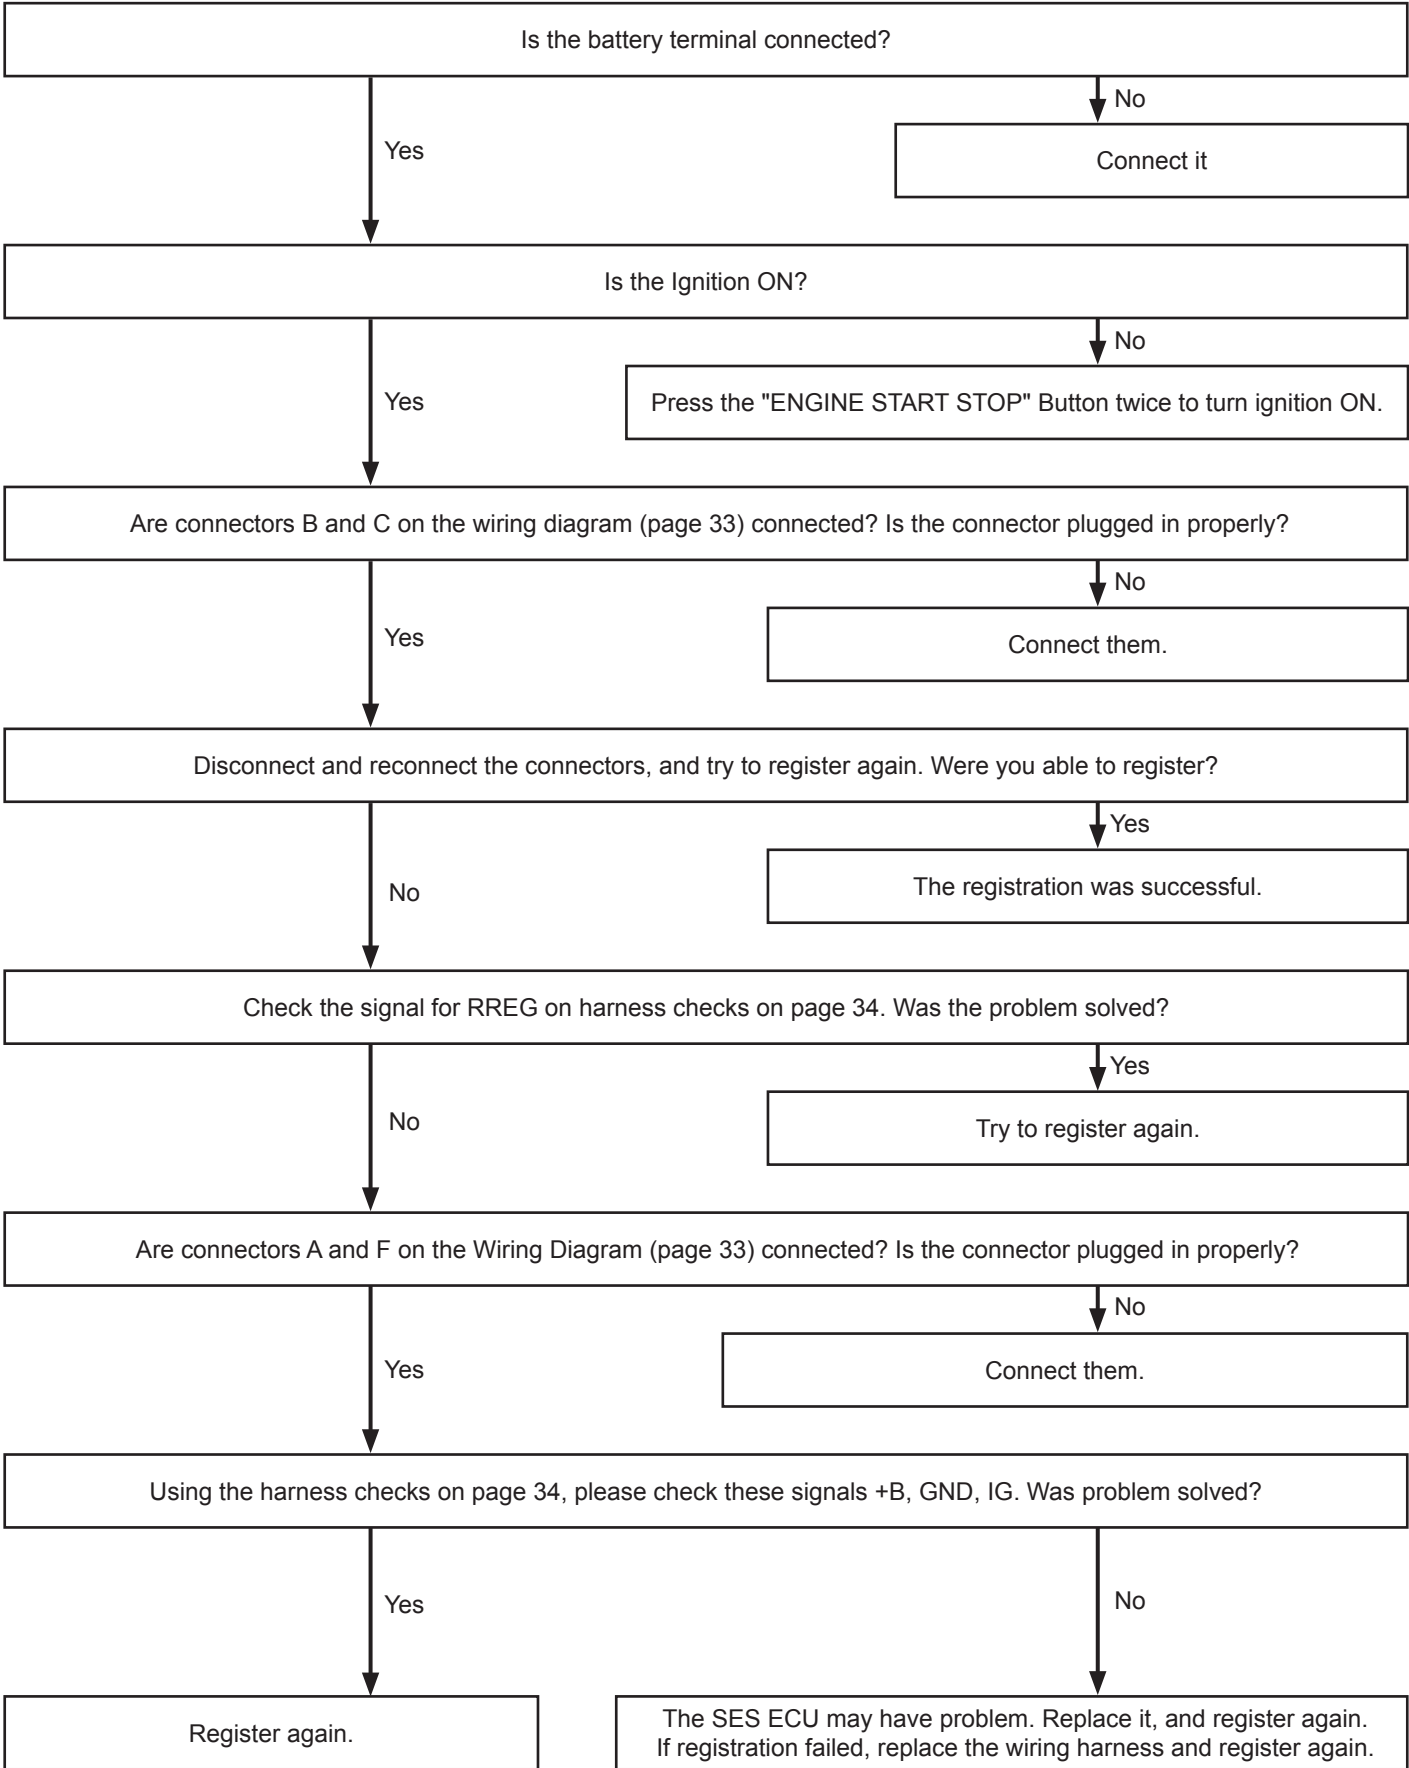 Is the battery terminal connected?
No
Yes
Connect it
Is the Ignition ON?
No
Yes
Press the "ENGINE START STOP" Button twice to turn ignition ON.
Are connectors B and C on the wiring diagram (page 33) connected? Is the connector plugged in properly?
No
Yes
Connect them.
Disconnect and reconnect the connectors, and try to register again. Were you able to register?
Yes
No
The registration was successful.
Check the signal for RREG on harness checks on page 34. Was the problem solved?
Yes
No
Try to register again.
Are connectors A and F on the Wiring Diagram (page 33) connected? Is the connector plugged in properly?
No
Yes
Connect them.
Using the harness checks on page 34, please check these signals +B, GND, IG. Was problem solved?
Yes
No
Register again.
The SES ECU may have problem. Replace it, and register again.
If registration failed, replace the wiring harness and register again.